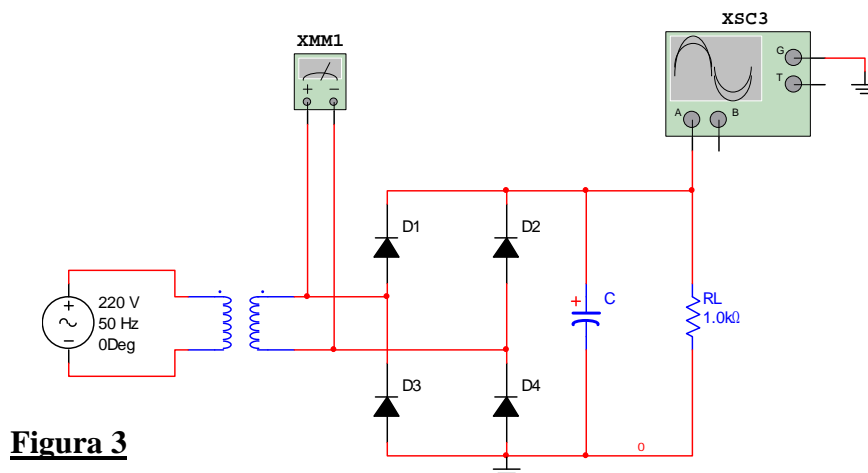 XSC3
XMM1
G
T
A
B
+ −
D1
D2
220 V
50 Hz
0Deg
+
−
+
C
RL
1.0kΩ
D3
D4
0
Figura 3